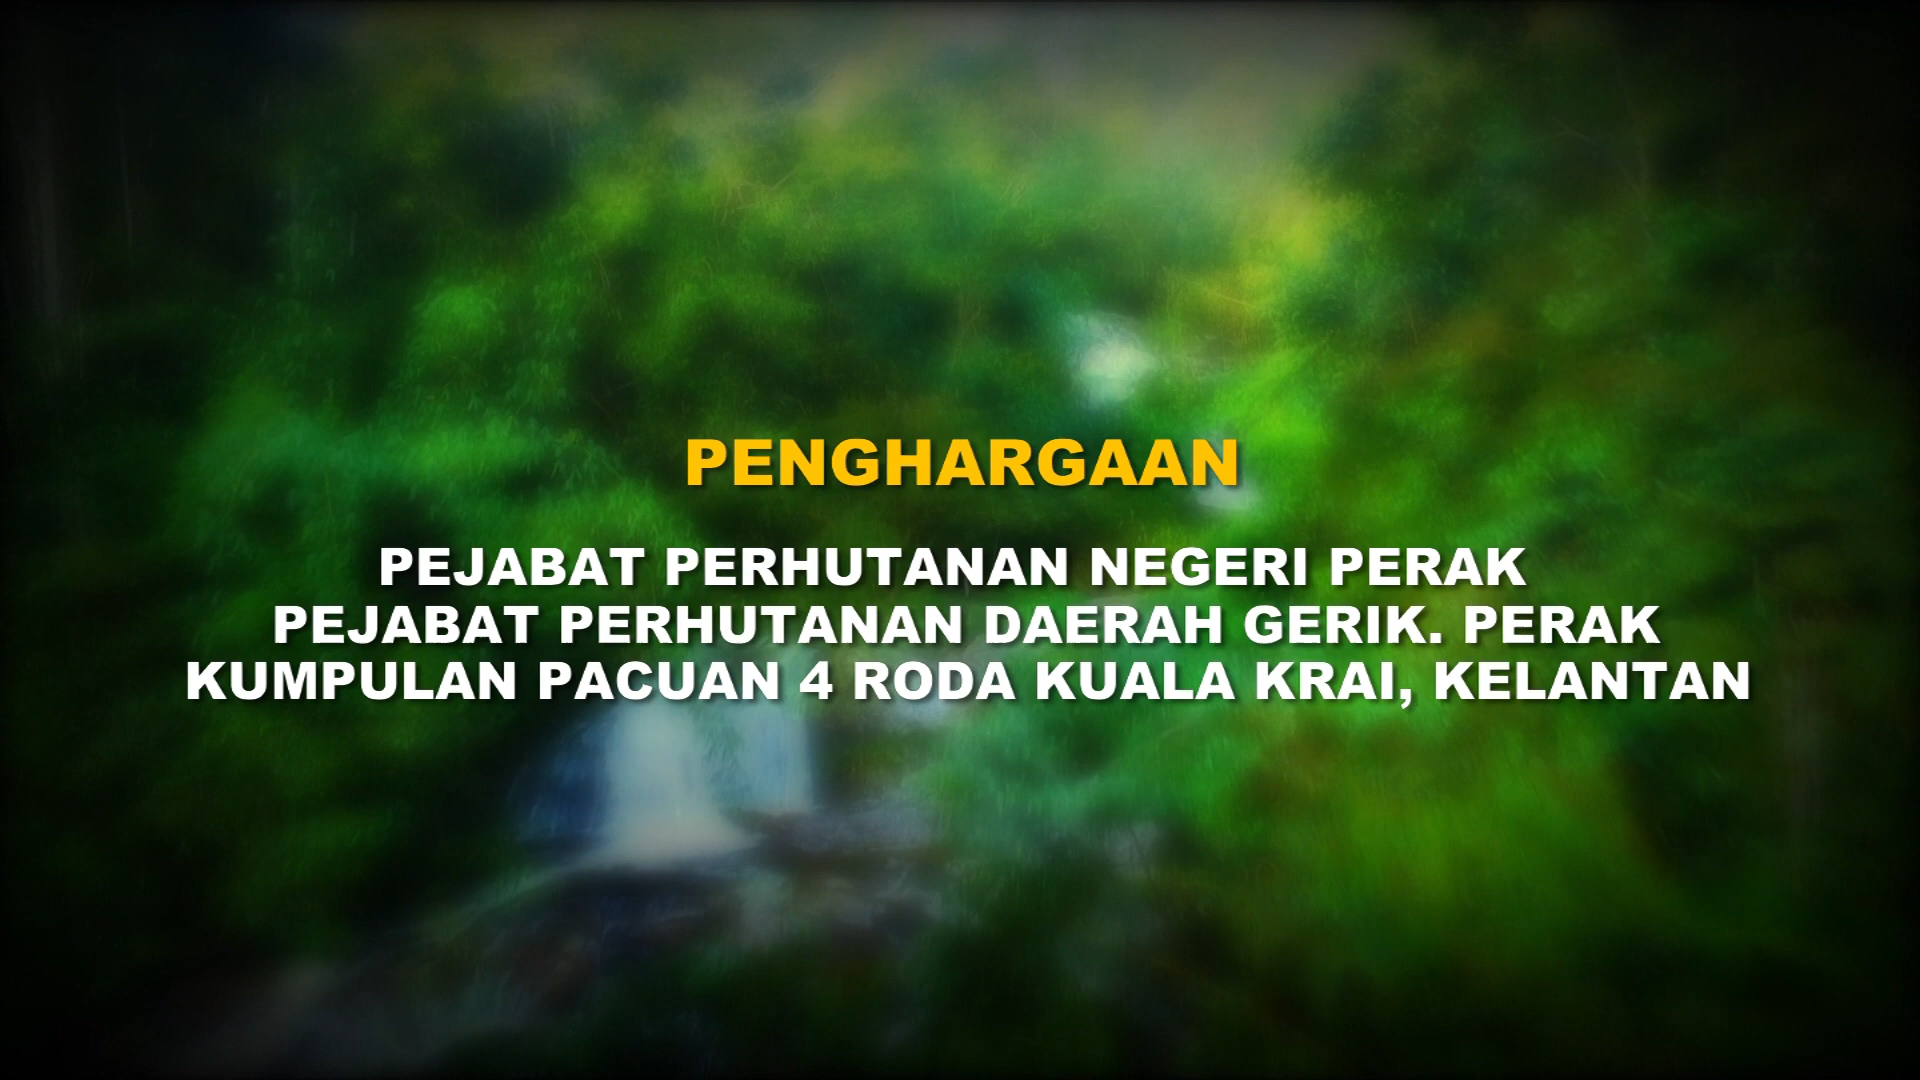 PENGHARGAAN
PEJABAT PERHUTANAN NEGERI PERAK
PEJABAT PERHUTANAN DAERAH GERIK. PERAK
KUMPULAN PACUAN 4 RODA KUALA KRAI, KELANTAN